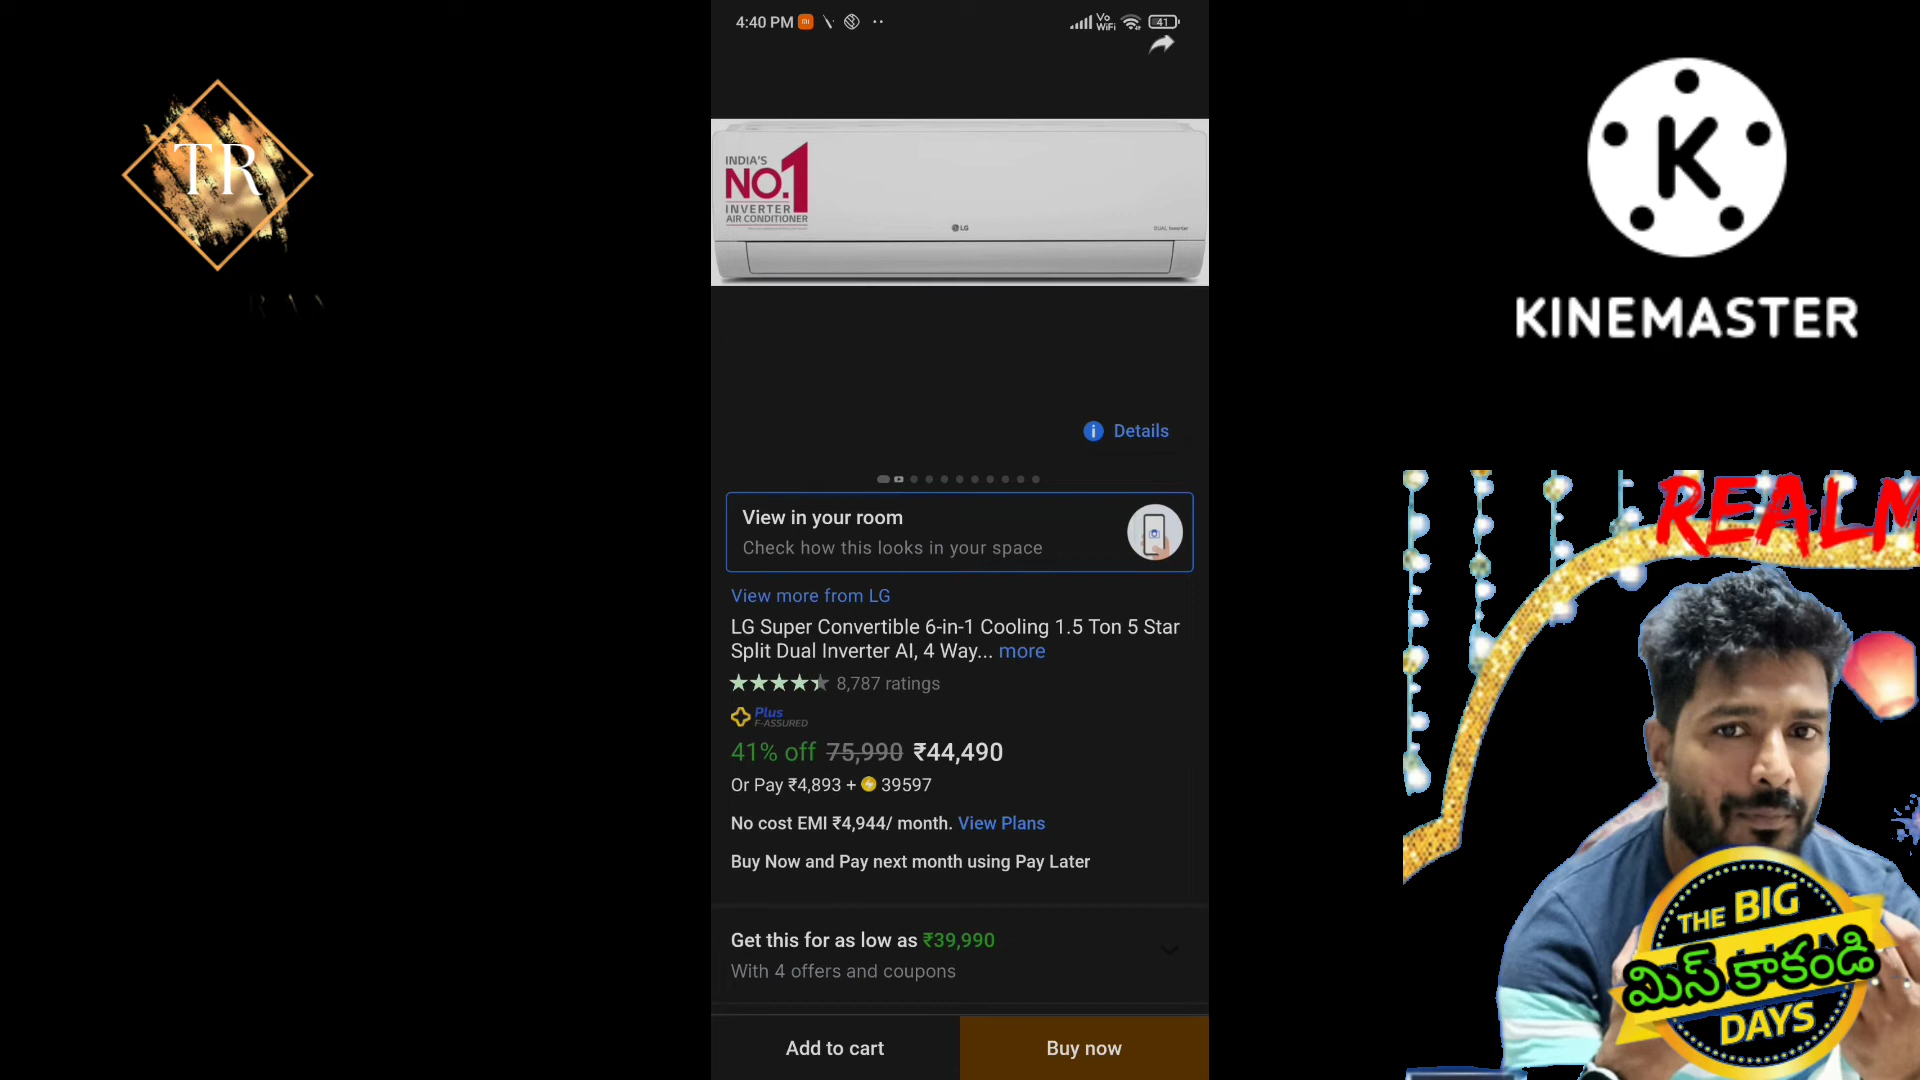 TR
4:40 PM
Vo
WiFi
41
INDIA'S
NO.1
INVERTER
AIR CONDITIONER
LG
DUAL Inverter
Details
View in your room
Check how this looks in your space
View more from LG
LG Super Convertible 6-in-1 Cooling 1.5 Ton 5 Star
Split Dual Inverter AI, 4 Way... more
8,787 ratings
Plus
F-ASSURED
41% off 75,990 ₹44,490
Or Pay ₹4,893 + 39597
No cost EMI ₹4,944/ month. View Plans
Buy Now and Pay next month using Pay Later
Get this for as low as ₹39,990
With 4 offers and coupons
Add to cart
Buy now
K
KINEMASTER
REALM
THE BIG
మిస్ కాకండి
DAYS